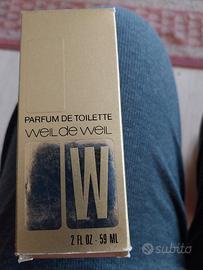 PARFUM DE TOILETTE
weil de weil
W
2 FL OZ - 59 ML
subito